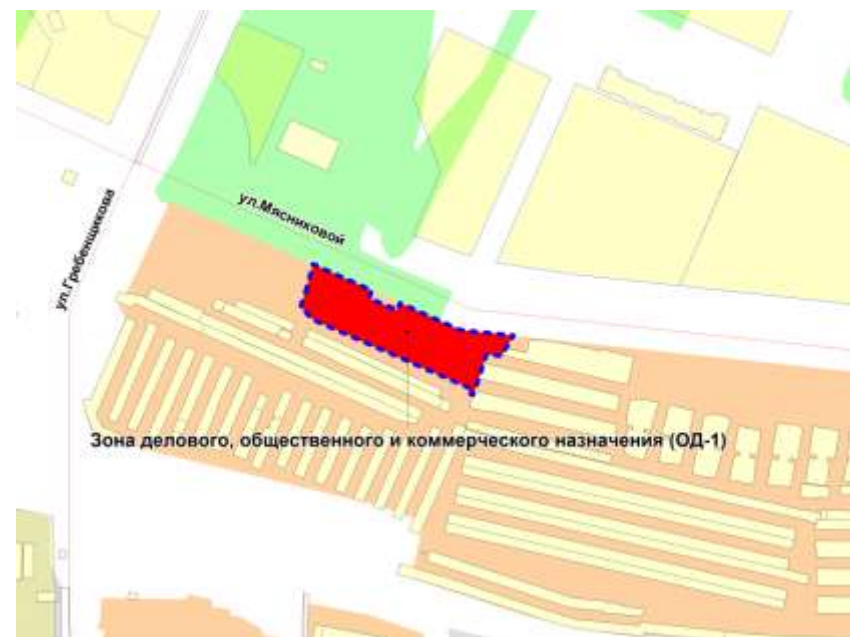 ул.Мясниковой
ул.Гребенщикова
Зона делового, общественного и коммерческого назначения (ОД-1)